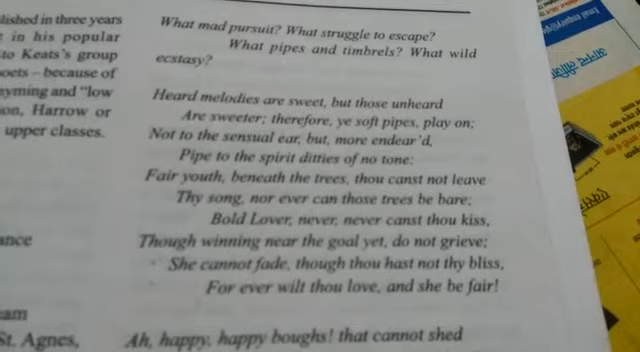 lished in three years
in his popular
to Keats's group
oets – because of
yming and "low
on, Harrow or
upper classes.
ance
am
St. Agnes,
What mad pursuit? What struggle to escape?
What pipes and timbrels? What wild
ecstasy?
Heard melodies are sweet, but those unheard
Are sweeter; therefore, ye soft pipes, play on;
Not to the sensual ear, but, more endear'd,
Pipe to the spirit ditties of no tone:
Fair youth, beneath the trees, thou canst not leave
Thy song, nor ever can those trees be bare;
Bold Lover, never, never canst thou kiss,
Though winning near the goal yet, do not grieve;
She cannot fade, though thou hast not thy bliss,
For ever wilt thou love, and she be fair!
Ah, happy, happy boughs! that cannot shed